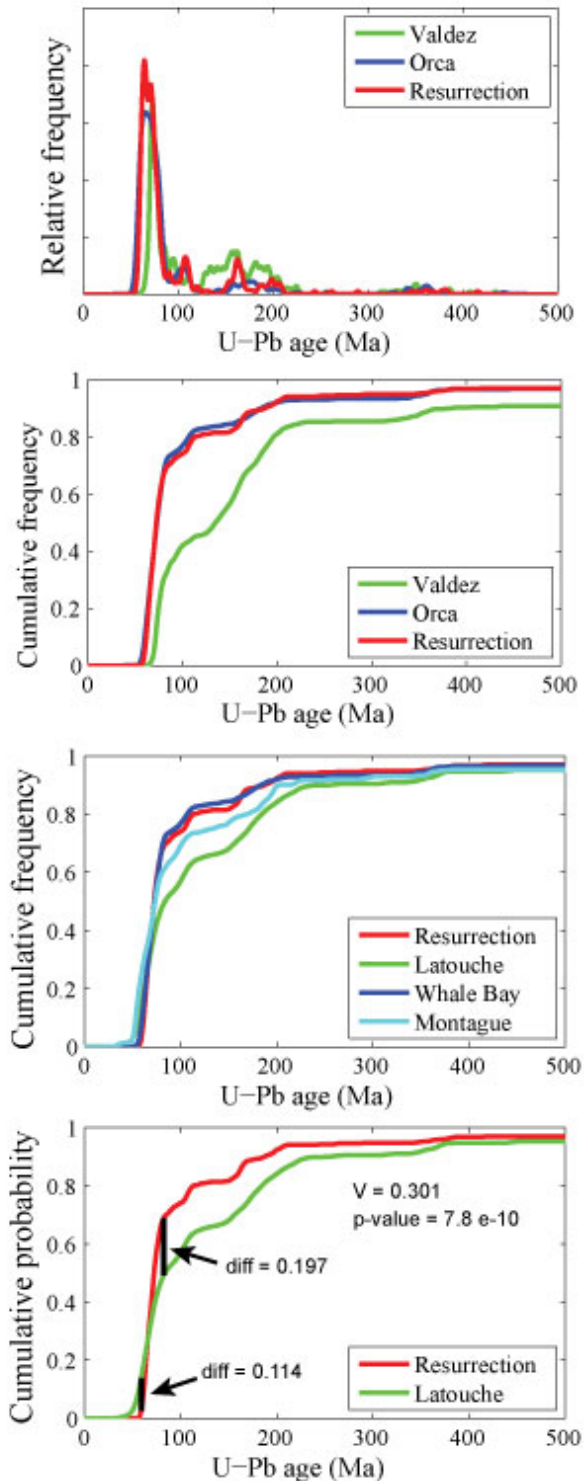 Relative frequency
Valdez
Orca
Resurrection
0 100 200 300 400 500
U−Pb age (Ma)
Cumulative frequency
1
0.8
0.6
0.4
0.2
0
Valdez
Orca
Resurrection
0 100 200 300 400 500
U−Pb age (Ma)
Cumulative frequency
1
0.8
0.6
0.4
0.2
0
Resurrection
Latouche
Whale Bay
Montague
0 100 200 300 400 500
U−Pb age (Ma)
Cumulative probability
1
0.8
0.6
0.4
0.2
0
V = 0.301
p-value = 7.8 e-10
diff = 0.197
diff = 0.114
Resurrection
Latouche
0 100 200 300 400 500
U−Pb age (Ma)